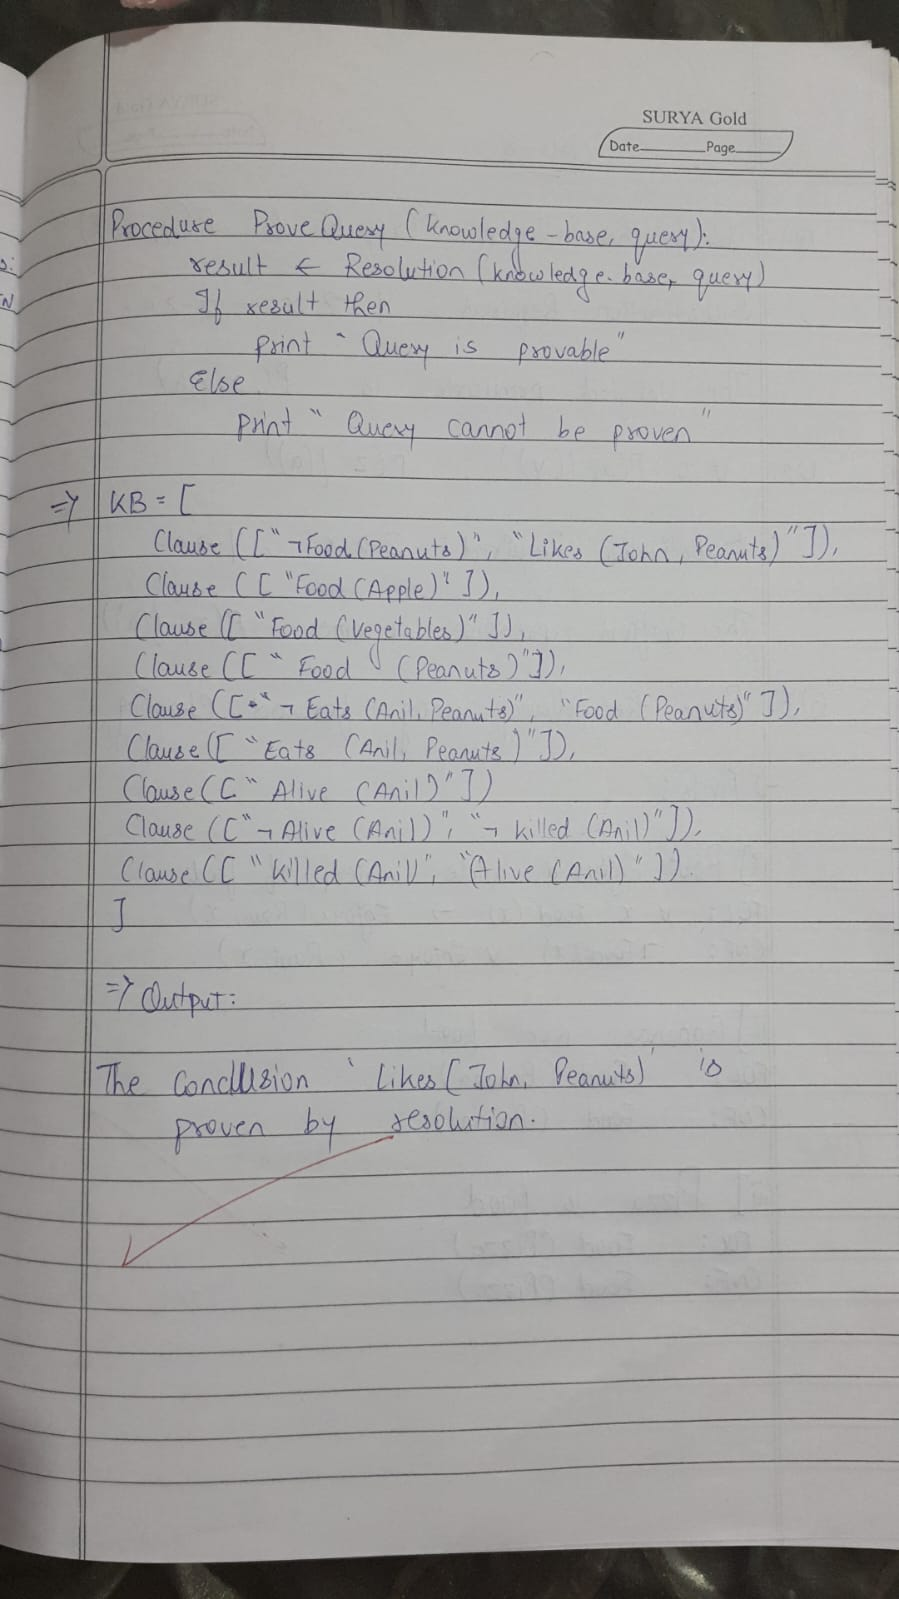 SURYA Gold
Date Page
Procedure ProveQuery (knowledge-base, query):
result ← Resolution (knowledge-base, query)
If result then
print "Query is provable"
Else
print "Query cannot be proven"
⇒ KB = [
Clause (["¬Food (Peanuts)", "Likes (John, Peanuts)"]),
Clause (["Food (Apple)"]),
Clause (["Food (Vegetables)"]),
Clause (["Food (Peanuts)"]),
Clause (["¬ Eats (Anil, Peanuts)", "Food (Peanuts)"]),
Clause (["Eats (Anil, Peanuts)"]),
Clause (["Alive (Anil)"])
Clause (["¬ Alive (Anil)", "¬ killed (Anil)"]),
Clause (["killed (Anil)", "Alive (Anil)"]).
]
⇒ Output:
The Conclusion 'Likes (John, Peanuts)' is
proven by resolution.